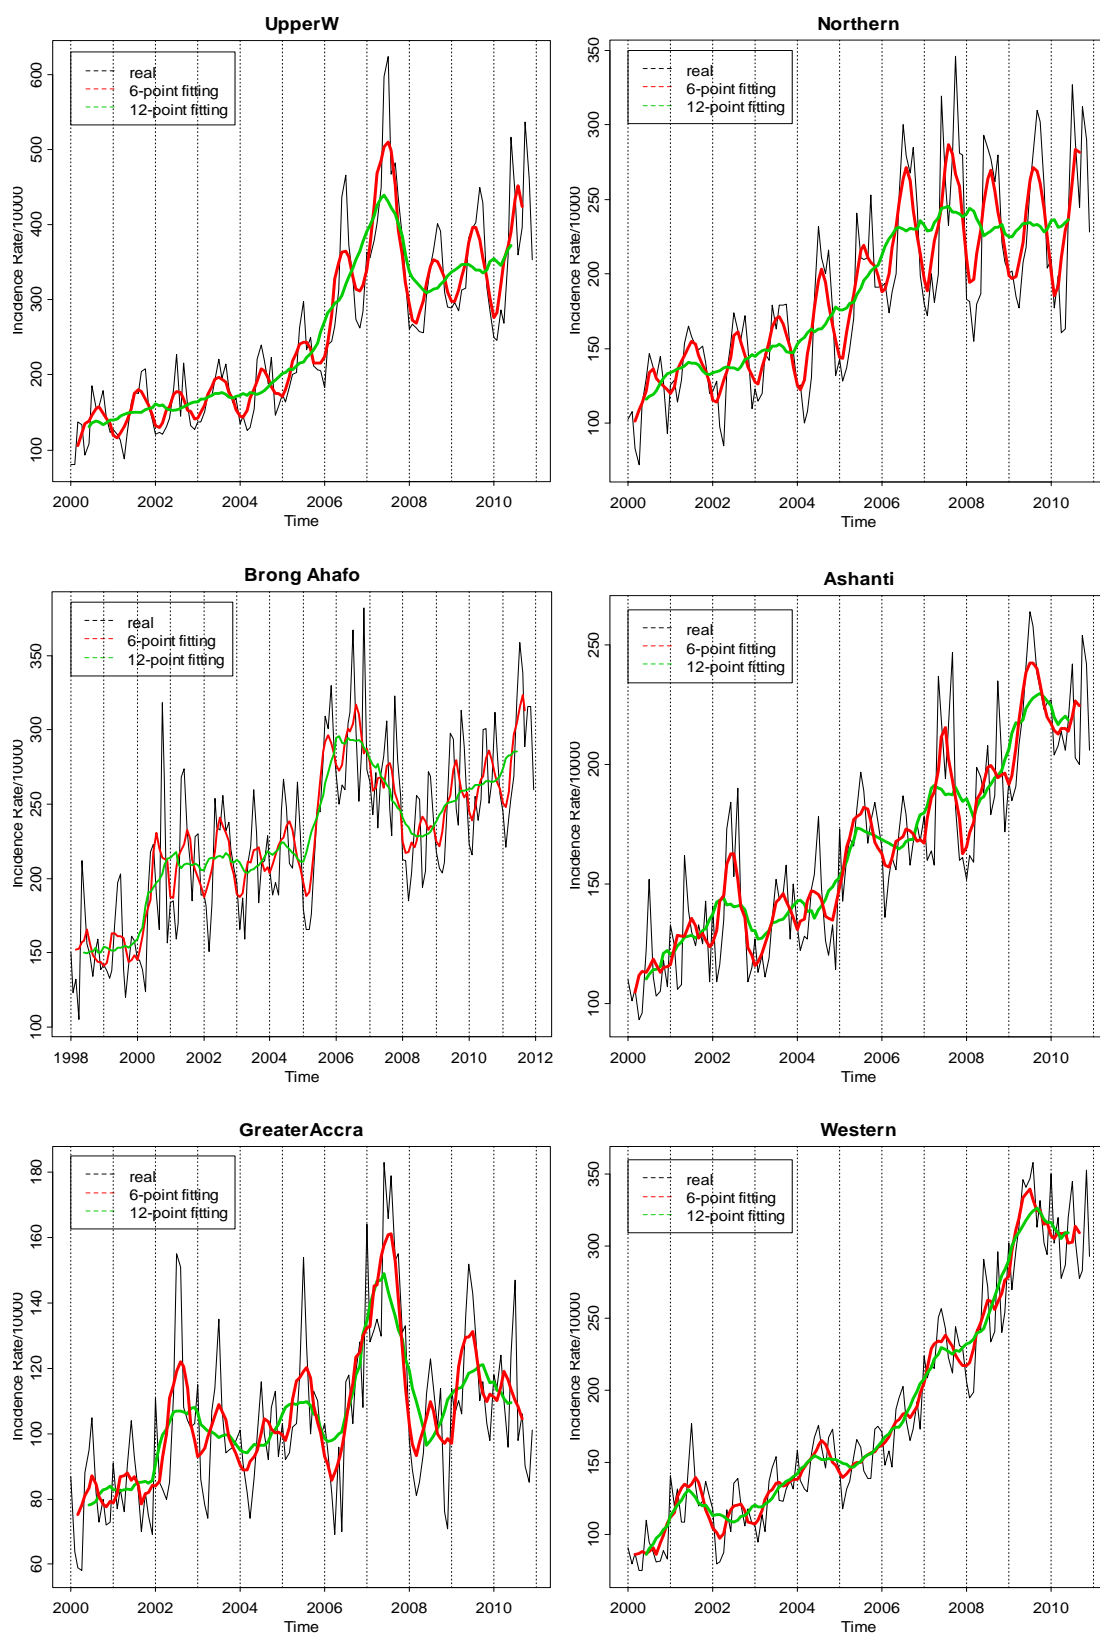 UpperW
real
6-point fitting
12-point fitting
Incidence Rate/10000
100 200 300 400 500 600
2000 2002 2004 2006 2008 2010
Time
Northern
real
6-point fitting
12-point fitting
Incidence Rate/10000
100 150 200 250 300 350
2000 2002 2004 2006 2008 2010
Time
Brong Ahafo
real
6-point fitting
12-point fitting
Incidence Rate/10000
100 150 200 250 300 350
1998 2000 2002 2004 2006 2008 2010 2012
Time
Ashanti
real
6-point fitting
12-point fitting
Incidence Rate/10000
100 150 200 250
2000 2002 2004 2006 2008 2010
Time
GreaterAccra
real
6-point fitting
12-point fitting
Incidence Rate/10000
60 80 100 120 140 160 180
2000 2002 2004 2006 2008 2010
Time
Western
real
6-point fitting
12-point fitting
Incidence Rate/10000
100 150 200 250 300 350
2000 2002 2004 2006 2008 2010
Time